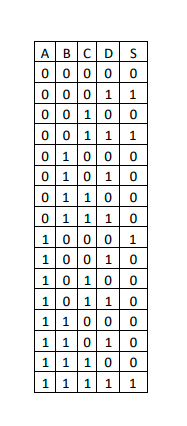 A B C D S
0 0 0 0 0
0 0 0 1 1
0 0 1 0 0
0 0 1 1 1
0 1 0 0 0
0 1 0 1 0
0 1 1 0 0
0 1 1 1 0
1 0 0 0 1
1 0 0 1 0
1 0 1 0 0
1 0 1 1 0
1 1 0 0 0
1 1 0 1 0
1 1 1 0 0
1 1 1 1 1